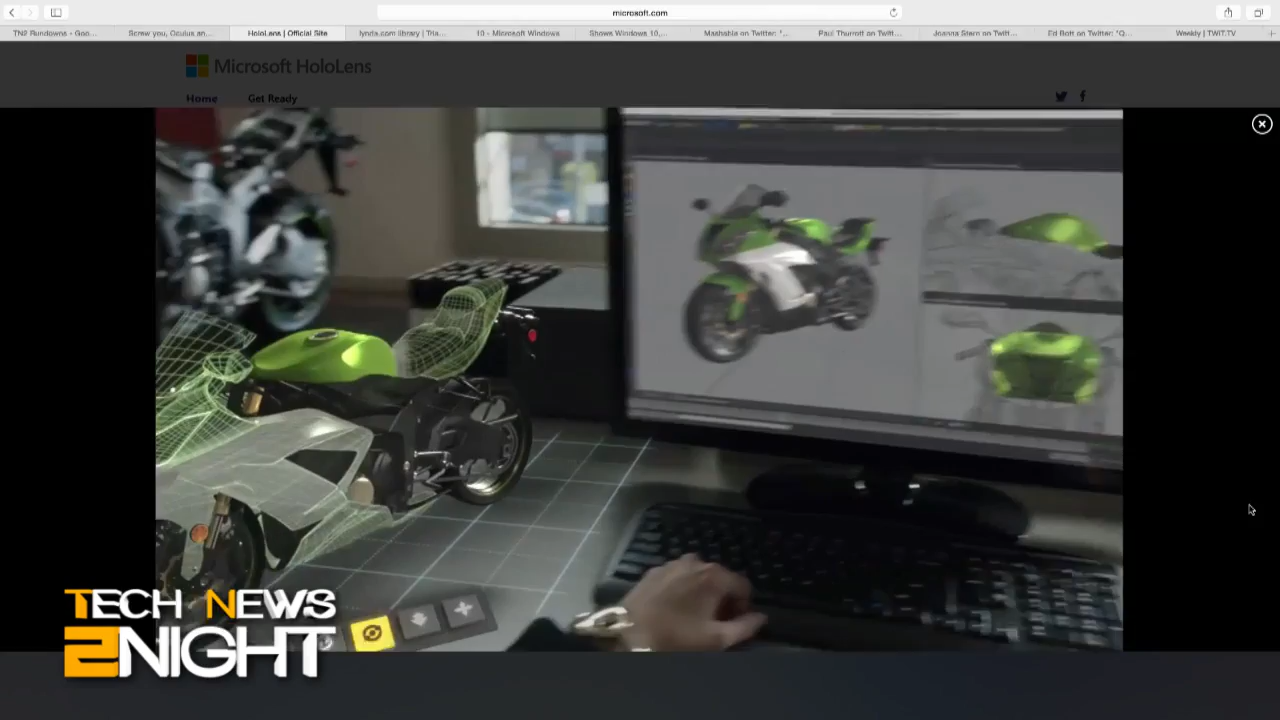 microsoft.com
TN2 Rundowns - Goo...
Screw you, Oculus an...
HoloLens | Official Site
lynda.com library | Trai...
10 - Microsoft Windows
Shows Windows 10,...
Mashable on Twitter: "...
Paul Thurrott on Twitt...
Joanna Stern on Twitt...
Ed Bott on Twitter: "Q...
Weekly | TWiT.TV
Microsoft HoloLens
Home
Get Ready
TECH NEWS
2NIGHT